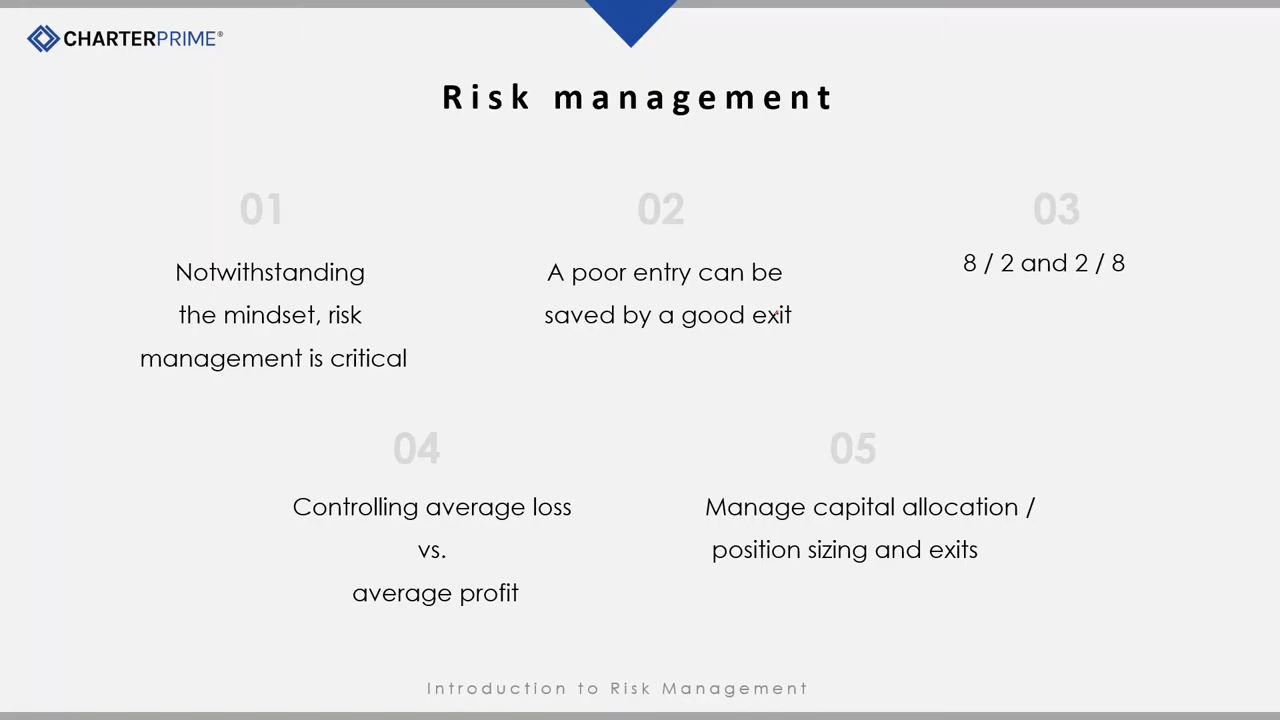 CHARTERPRIME®
Risk management
01
Notwithstanding
the mindset, risk
management is critical
02
A poor entry can be
saved by a good exit
03
8 / 2 and 2 / 8
04
Controlling average loss
vs.
average profit
05
Manage capital allocation /
position sizing and exits
Introduction to Risk Management